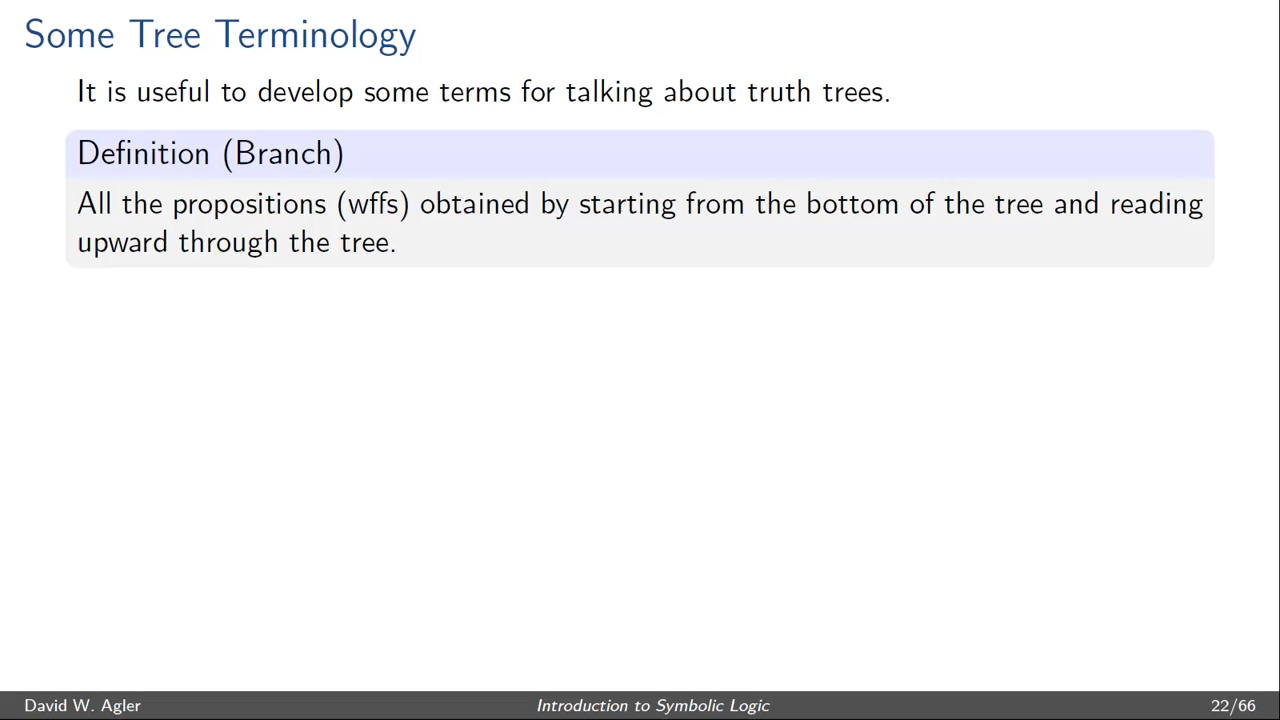 Some Tree Terminology
It is useful to develop some terms for talking about truth trees.
Definition (Branch)
All the propositions (wffs) obtained by starting from the bottom of the tree and reading
upward through the tree.
David W. Agler
Introduction to Symbolic Logic
22/66